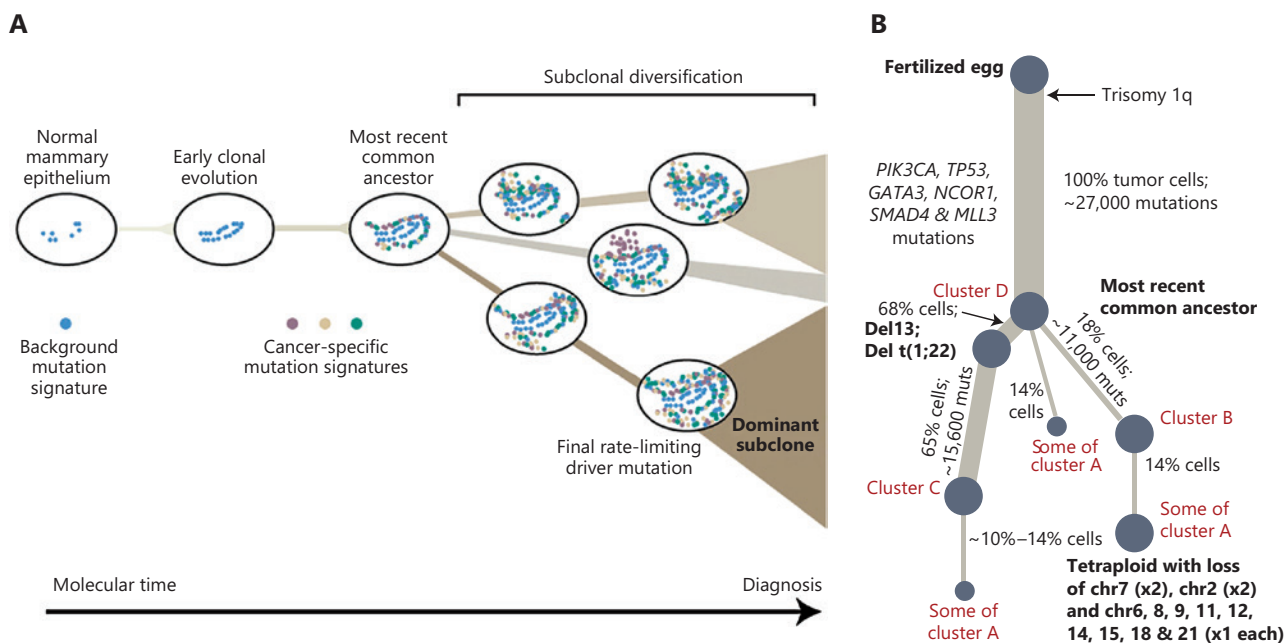 A
Subclonal diversification
Normal
mammary
epithelium
Early clonal
evolution
Most recent
common
ancestor
Background
mutation
signature
Cancer-specific
mutation signatures
Final rate-limiting
driver mutation
Dominant
subclone
Molecular time
Diagnosis
B
Fertilized egg
Trisomy 1q
PIK3CA, TP53,
GATA3, NCOR1,
SMAD4 & MLL3
mutations
100% tumor cells;
~27,000 mutations
Cluster D
Most recent
common ancestor
68% cells;
Del13;
Del t(1;22)
18% cells;
~11,000 muts
65% cells;
~15,600 muts
14%
cells
Some of
cluster A
Cluster B
14% cells
Cluster C
Some of
cluster A
~10%–14% cells
Some of
cluster A
Tetraploid with loss
of chr7 (x2), chr2 (x2)
and chr6, 8, 9, 11, 12,
14, 15, 18 & 21 (x1 each)